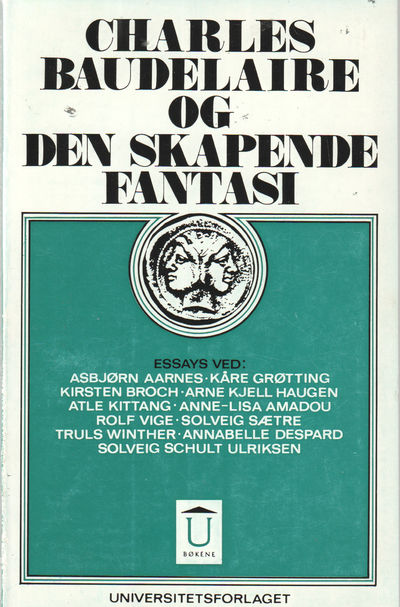 CHARLES
BAUDELAIRE
OG
DEN SKAPENDE
FANTASI
ESSAYS VED:
ASBJØRN AARNES · KÅRE GRØTTING
KIRSTEN BROCH · ARNE KJELL HAUGEN
ATLE KITTANG · ANNE-LISA AMADOU
ROLF VIGE · SOLVEIG SÆTRE
TRULS WINTHER · ANNABELLE DESPARD
SOLVEIG SCHULT ULRIKSEN
U
BØKENE
UNIVERSITETSFORLAGET